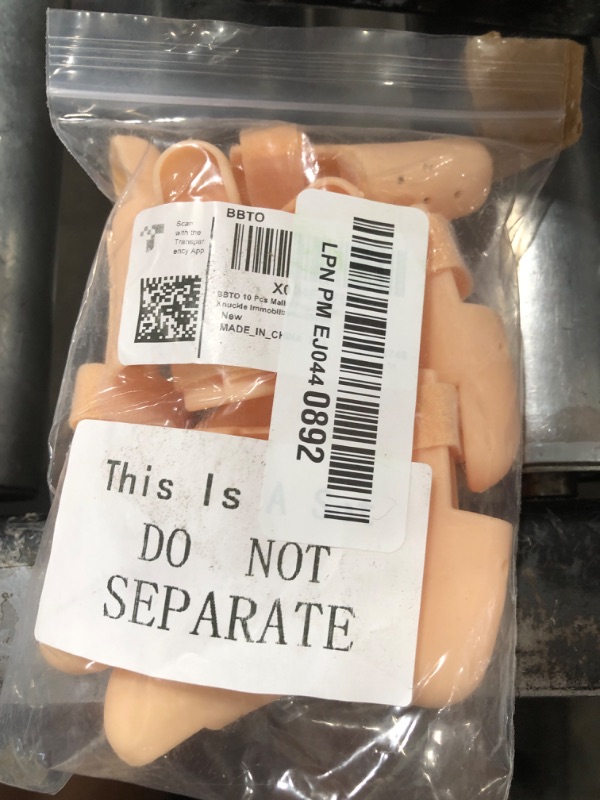 Scan
with the
Transpar
ency App
BBTO
X0
BBTO 10 Pcs Mall
Knuckle Immobili
New
MADE_IN_CH
LPN PM EJ044 0892
This Is A S
DO NOT
SEPARATE